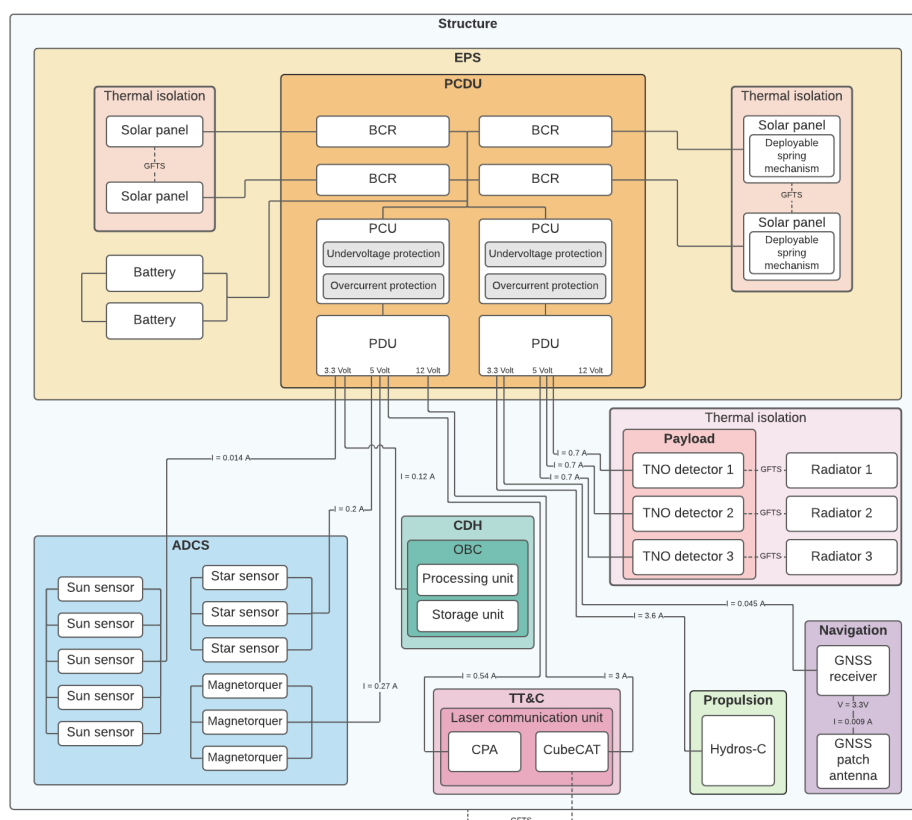 Structure
EPS
PCDU
Thermal isolation
Solar panel
GFTS
Solar panel
Battery
Battery
BCR
BCR
BCR
BCR
PCU
Undervoltage protection
Overcurrent protection
PCU
Undervoltage protection
Overcurrent protection
PDU
3.3 Volt 5 Volt 12 Volt
PDU
3.3 Volt 5 Volt 12 Volt
Thermal isolation
Solar panel
Deployable
spring
mechanism
GFTS
Solar panel
Deployable
spring
mechanism
I = 0.014 A
I = 0.2 A
I = 0.12 A
I = 0.27 A
I = 0.7 A
I = 0.7 A
I = 0.7 A
Thermal isolation
Payload
TNO detector 1
GFTS
Radiator 1
TNO detector 2
GFTS
Radiator 2
TNO detector 3
GFTS
Radiator 3
ADCS
Sun sensor
Sun sensor
Sun sensor
Sun sensor
Sun sensor
Star sensor
Star sensor
Star sensor
Magnetorquer
Magnetorquer
Magnetorquer
CDH
OBC
Processing unit
Storage unit
I = 0.54 A
I = 3 A
TT&C
Laser communication unit
CPA
CubeCAT
I = 3.6 A
I = 0.045 A
Propulsion
Hydros-C
Navigation
GNSS
receiver
V = 3.3V
I = 0.009 A
GNSS
patch
antenna
GFTS